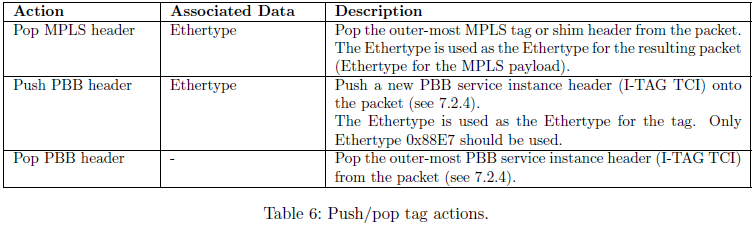 Action Associated Data Description
Pop MPLS header Ethertype Pop the outer-most MPLS tag or shim header from the packet.
The Ethertype is used as the Ethertype for the resulting packet
(Ethertype for the MPLS payload).
Push PBB header Ethertype Push a new PBB service instance header (I-TAG TCI) onto
the packet (see 7.2.4).
The Ethertype is used as the Ethertype for the tag. Only
Ethertype 0x88E7 should be used.
Pop PBB header - Pop the outer-most PBB service instance header (I-TAG TCI)
from the packet (see 7.2.4).
Table 6: Push/pop tag actions.